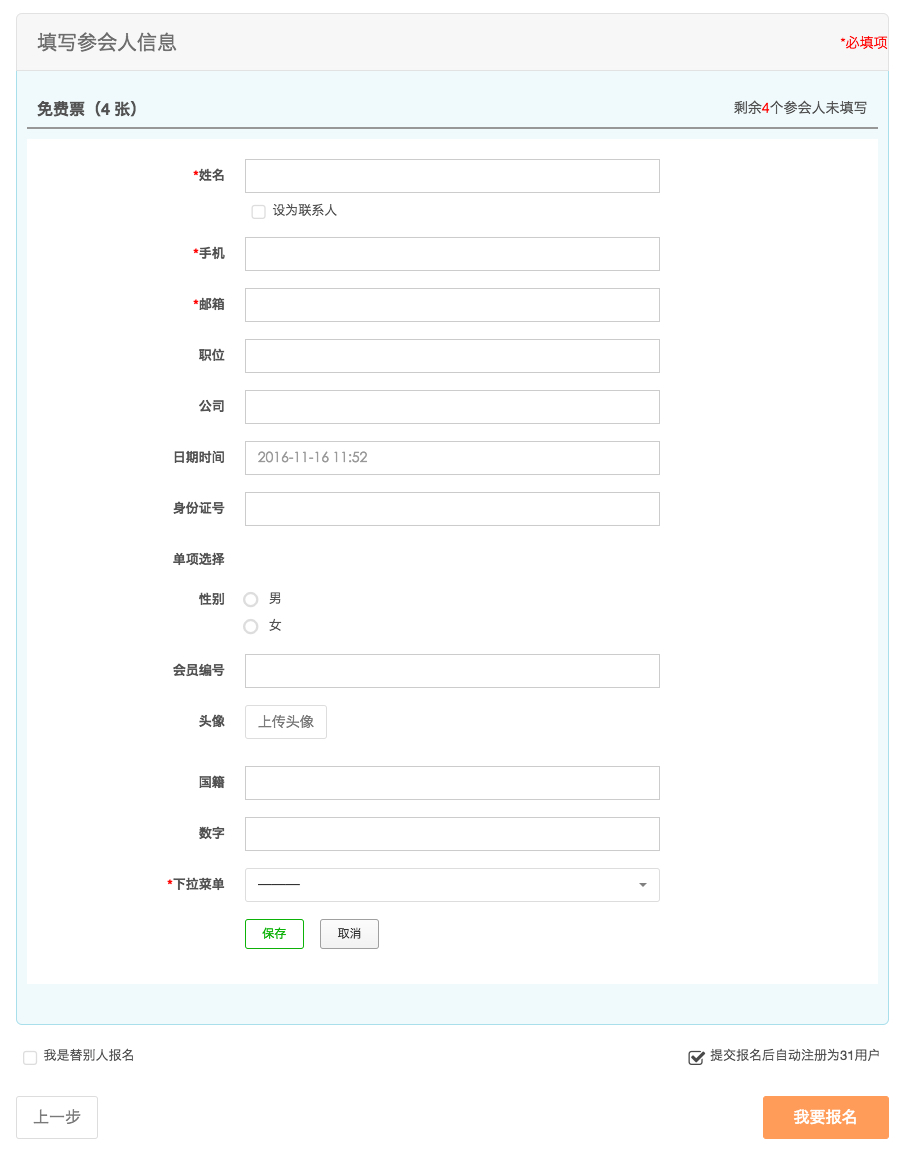 填写参会人信息
*必填项
免费票（4 张）
剩余4个参会人未填写
*姓名
设为联系人
*手机
*邮箱
职位
公司
日期时间
2016-11-16 11:52
身份证号
单项选择
性别
男
女
会员编号
头像
上传头像
国籍
数字
*下拉菜单
———
保存
取消
我是替别人报名
提交报名后自动注册为31用户
上一步
我要报名